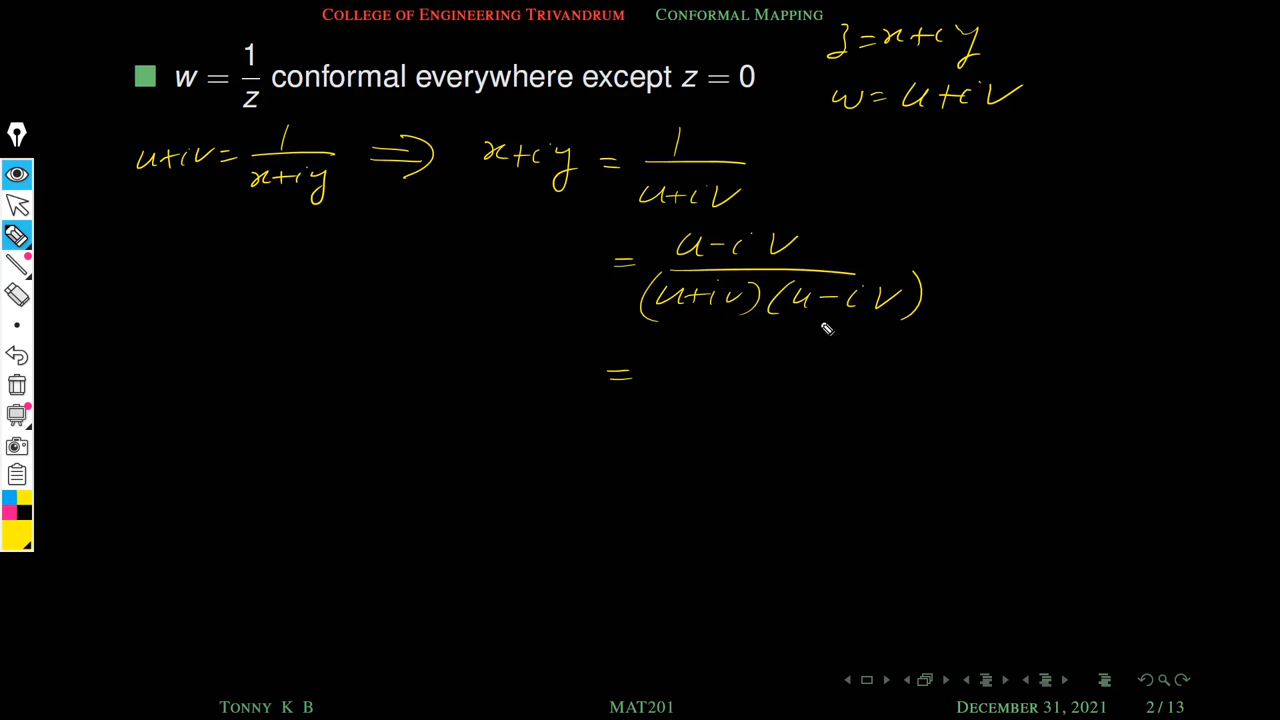 COLLEGE OF ENGINEERING TRIVANDRUM CONFORMAL MAPPING
w = 1/z conformal everywhere except z = 0
z = x+iy
w = u+iv
u+iv = 1/(x+iy) ⇒ x+iy = 1/(u+iv)
= (u-iv)/((u+iv)(u-iv))
=
TONNY K B MAT201 DECEMBER 31, 2021 2 / 13